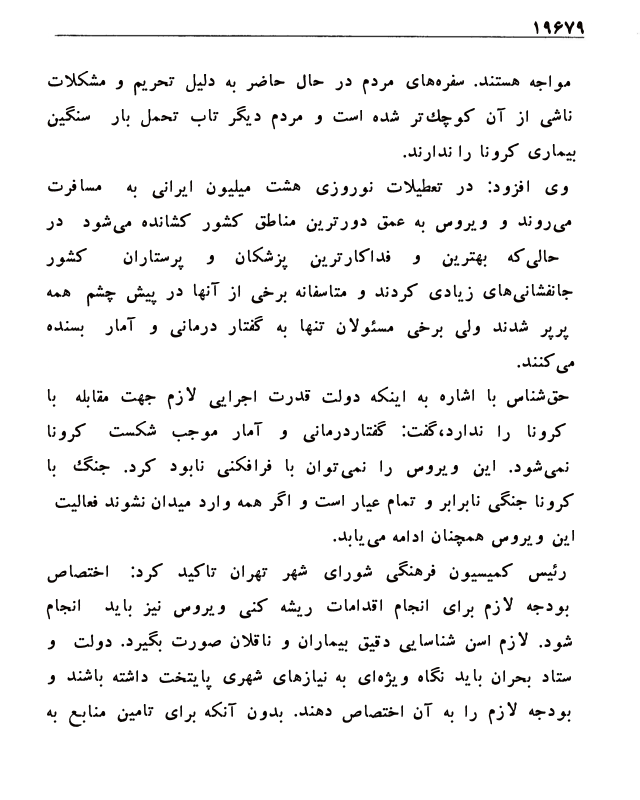 ۱۹۶۷۹
مواجه هستند. سفره‌های مردم در حال حاضر به دلیل تحریم و مشکلات
ناشی از آن کوچك‌تر شده است و مردم دیگر تاب تحمل بار سنگین
بیماری کرونا را ندارند.
وی افزود: در تعطیلات نوروزی هشت میلیون ایرانی به مسافرت
می‌روند و ویروس به عمق دورترین مناطق کشور کشانده می‌شود در
حالی‌که بهترین و فداکارترین پزشکان و پرستاران کشور
جانفشانی‌های زیادی کردند و متاسفانه برخی از آنها در پیش چشم همه
پرپر شدند ولی برخی مسئولان تنها به گفتار درمانی و آمار بسنده
می‌کنند.
حق‌شناس با اشاره به اینکه دولت قدرت اجرایی لازم جهت مقابله با
کرونا را ندارد،گفت: گفتاردرمانی و آمار موجب شکست کرونا
نمی‌شود. این ویروس را نمی‌توان با فرافکنی نابود کرد. جنگ با
کرونا جنگی نابرابر و تمام عیار است و اگر همه وارد میدان نشوند فعالیت
این ویروس همچنان ادامه می‌یابد.
رئیس کمیسیون فرهنگی شورای شهر تهران تاکید کرد: اختصاص
بودجه لازم برای انجام اقدامات ریشه کنی ویروس نیز باید انجام
شود. لازم اسن شناسایی دقیق بیماران و ناقلان صورت بگیرد. دولت و
ستاد بحران باید نگاه ویژه‌ای به نیازهای شهری پایتخت داشته باشند و
بودجه لازم را به آن اختصاص دهند. بدون آنکه برای تامین منابع به